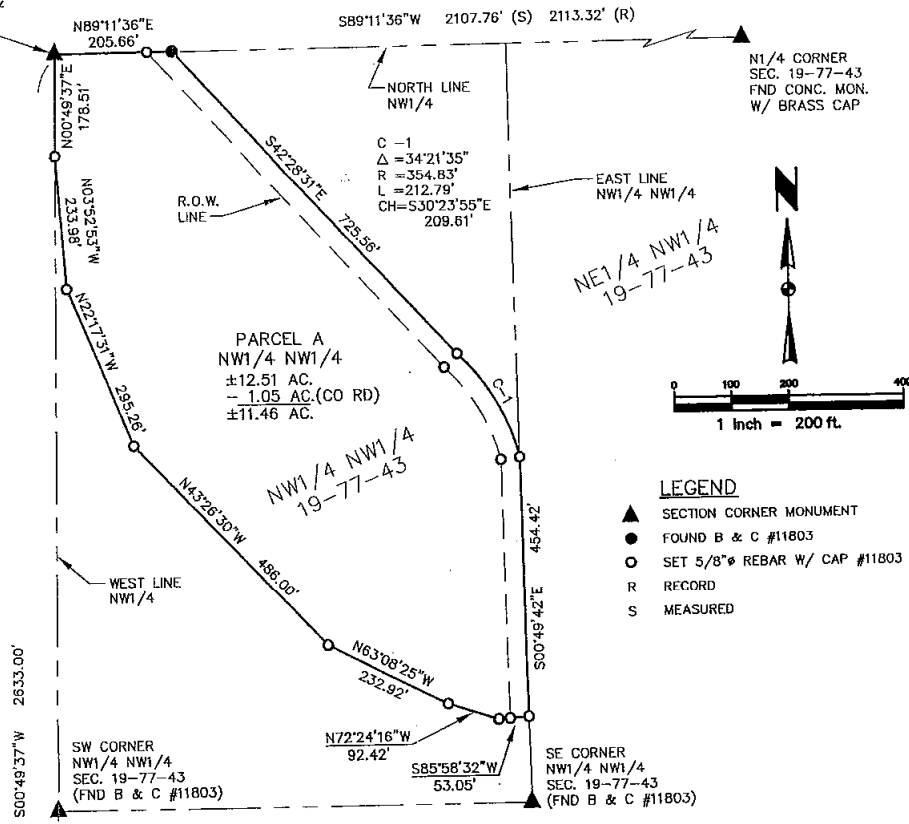 N89°11'36"E
205.66'
S89°11'36"W 2107.76' (S) 2113.32' (R)
N1/4 CORNER
SEC. 19-77-43
FND CONC. MON.
W/ BRASS CAP
NORTH LINE
NW1/4
N00°49'37"E
178.51'
C -1
Δ =34°21'35"
R =354.83'
L =212.79'
CH=S30°23'55"E
209.61'
S42°28'31"E 725.56'
R.O.W.
LINE
EAST LINE
NW1/4 NW1/4
N
NE1/4 NW1/4
19-77-43
N03°52'53"W
233.98'
N22°17'31"W 295.26'
PARCEL A
NW1/4 NW1/4
±12.51 AC.
- 1.05 AC.(CO RD)
±11.46 AC.
C-1
0 100 200 400
1 inch = 200 ft.
NW1/4 NW1/4
19-77-43
N43°26'30"W 486.00'
454.42'
S00°49'42"E
LEGEND
SECTION CORNER MONUMENT
FOUND B & C #11803
SET 5/8"ø REBAR W/ CAP #11803
R RECORD
S MEASURED
WEST LINE
NW1/4
N63°08'25"W
232.92'
S00°49'37"W 2633.00'
N72°24'16"W
92.42'
S85°58'32"W
53.05'
SW CORNER
NW1/4 NW1/4
SEC. 19-77-43
(FND B & C #11803)
SE CORNER
NW1/4 NW1/4
SEC. 19-77-43
(FND B & C #11803)